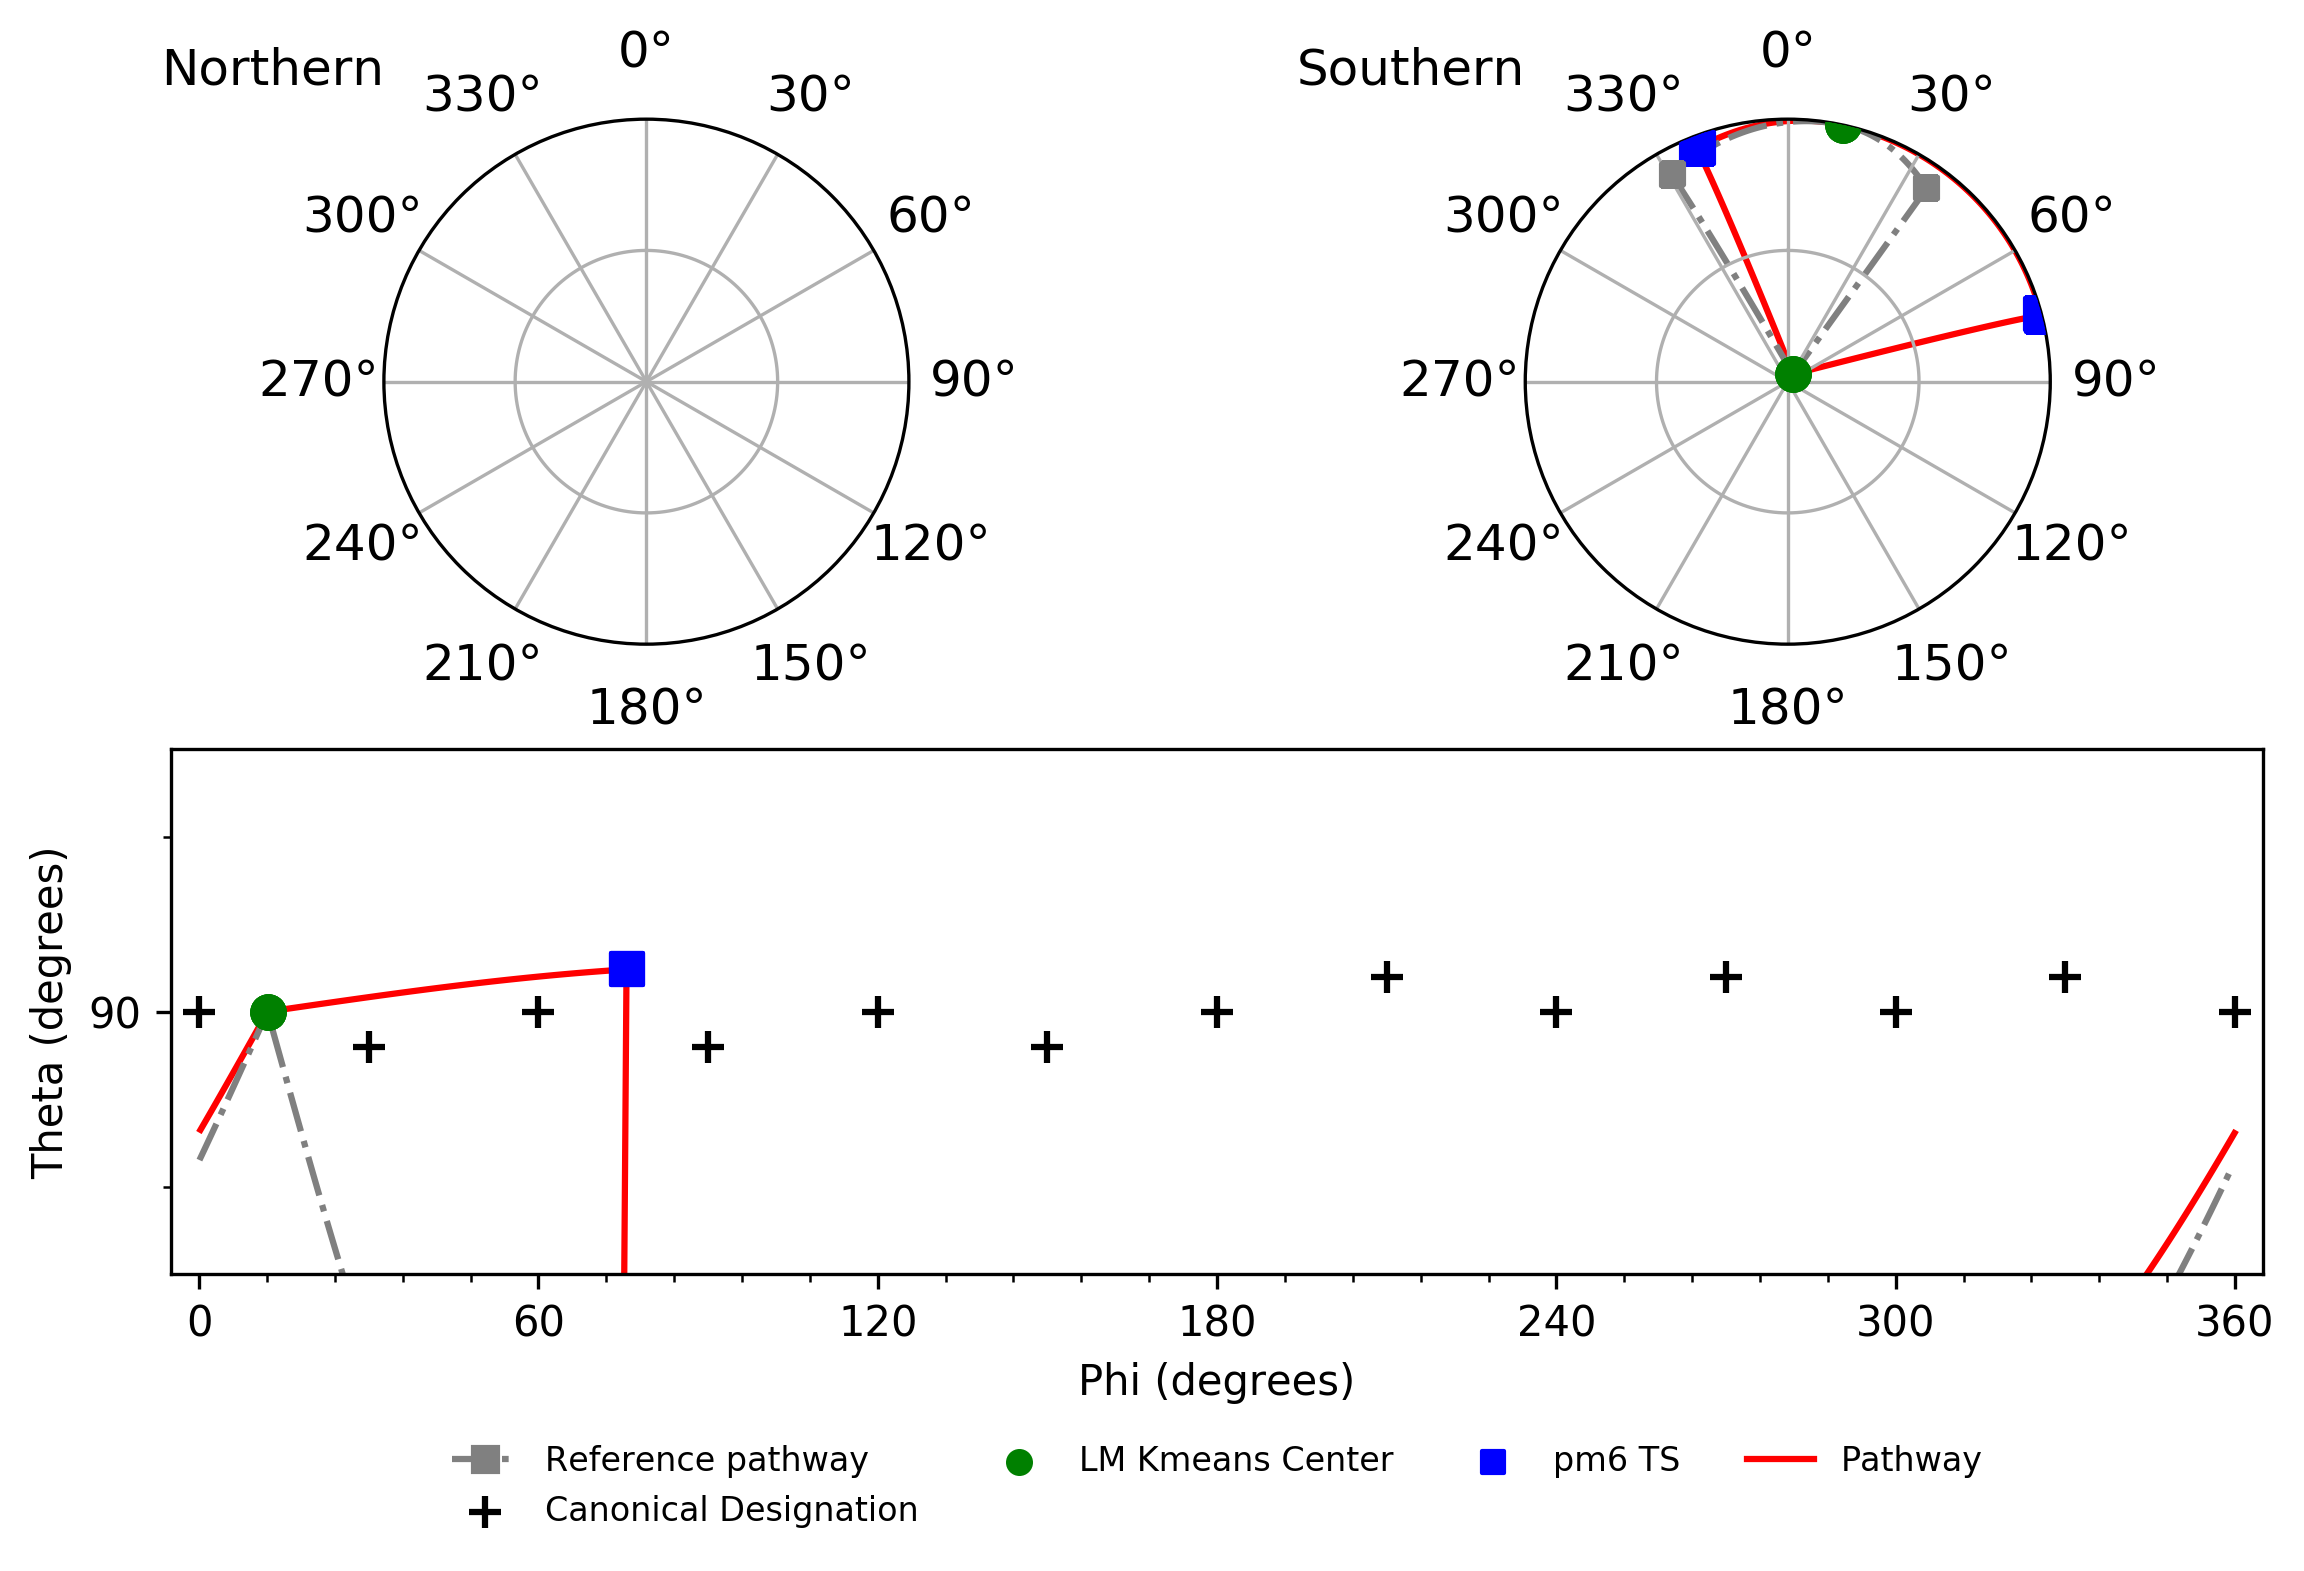 Northern
0°
30°
60°
90°
120°
150°
180°
210°
240°
270°
300°
330°
Southern
0°
30°
60°
90°
120°
150°
180°
210°
240°
270°
300°
330°
Theta (degrees)
90
0 60 120 180 240 300 360
Phi (degrees)
Reference pathway
Canonical Designation
LM Kmeans Center
pm6 TS
Pathway